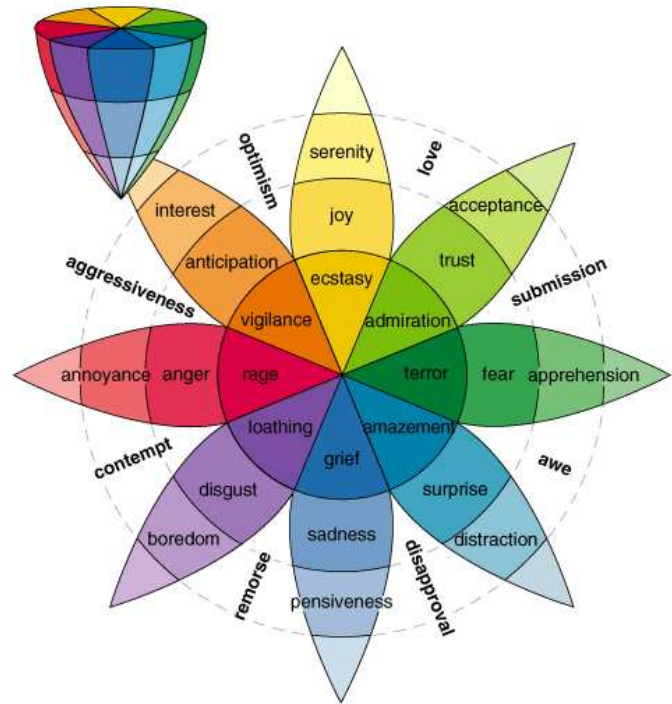 optimism
serenity
love
interest
joy
acceptance
anticipation
trust
aggressiveness
ecstasy
submission
vigilance
admiration
annoyance
anger
rage
terror
fear
apprehension
loathing
amazement
contempt
grief
awe
disgust
surprise
boredom
sadness
distraction
remorse
pensiveness
disapproval